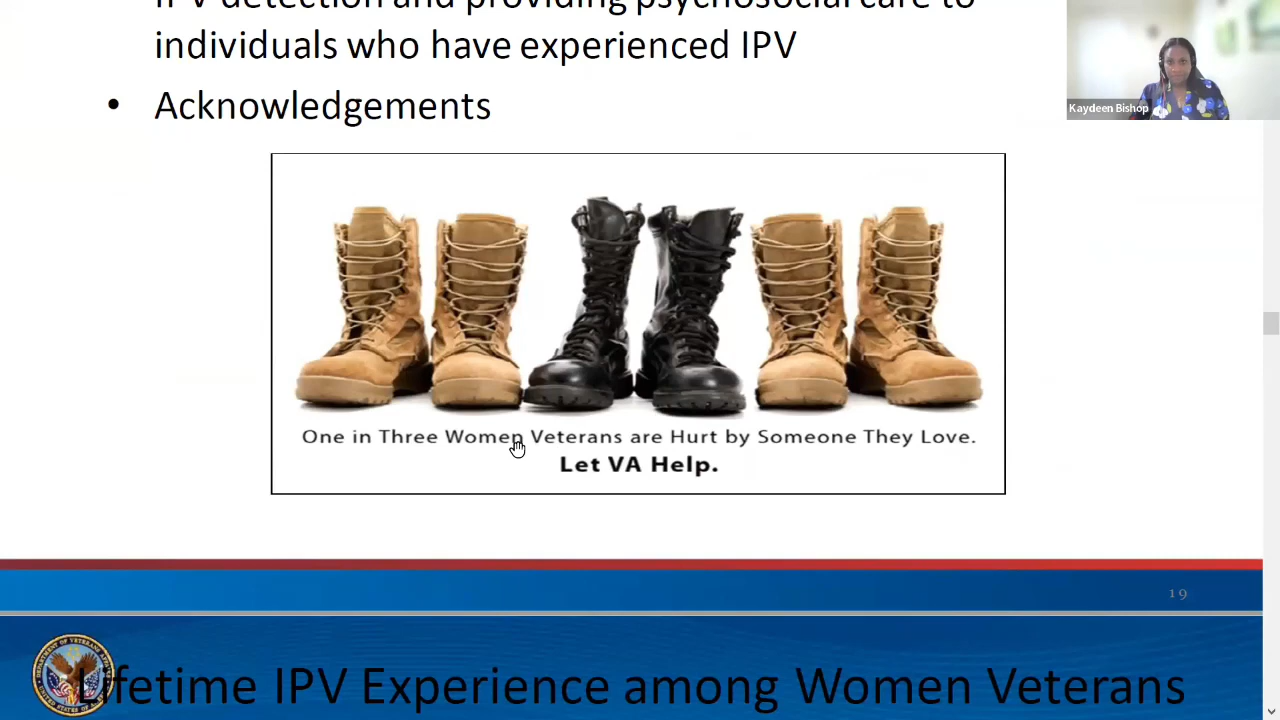 IPV detection and providing psychosocial care to
individuals who have experienced IPV
• Acknowledgements
Kaydeen Bishop
One in Three Women Veterans are Hurt by Someone They Love.
Let VA Help.
19
Lifetime IPV Experience among Women Veterans